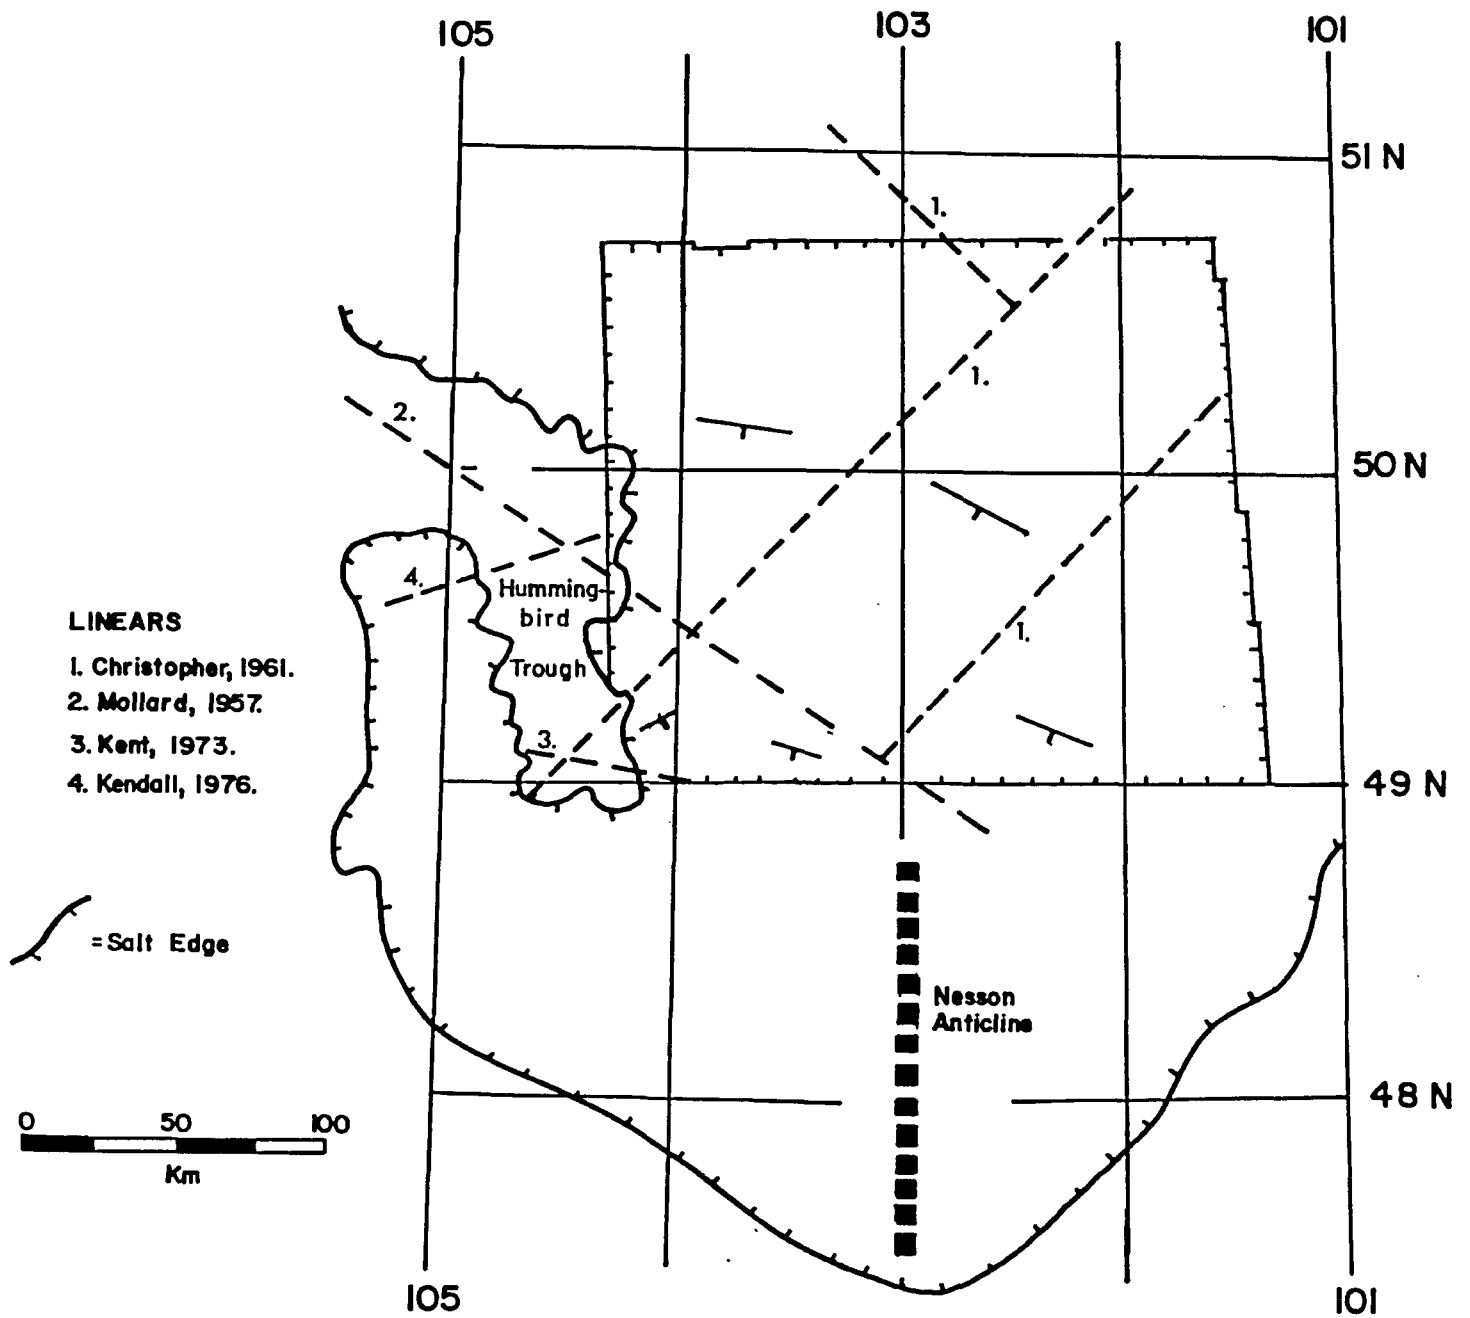 105
103
101
51 N
1.
1.
2.
50 N
4.
Humming-
bird
Trough
1.
LINEARS
1. Christopher, 1961.
2. Mollard, 1957.
3. Kent, 1973.
4. Kendall, 1976.
3.
49 N
= Salt Edge
Nesson
Anticline
48 N
0 50 100
Km
105
101